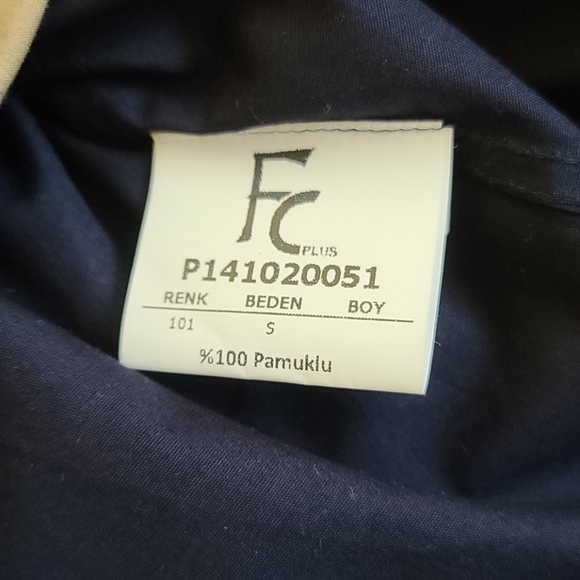 FC
PLUS
P141020051
RENK BEDEN BOY
101 S
%100 Pamuklu